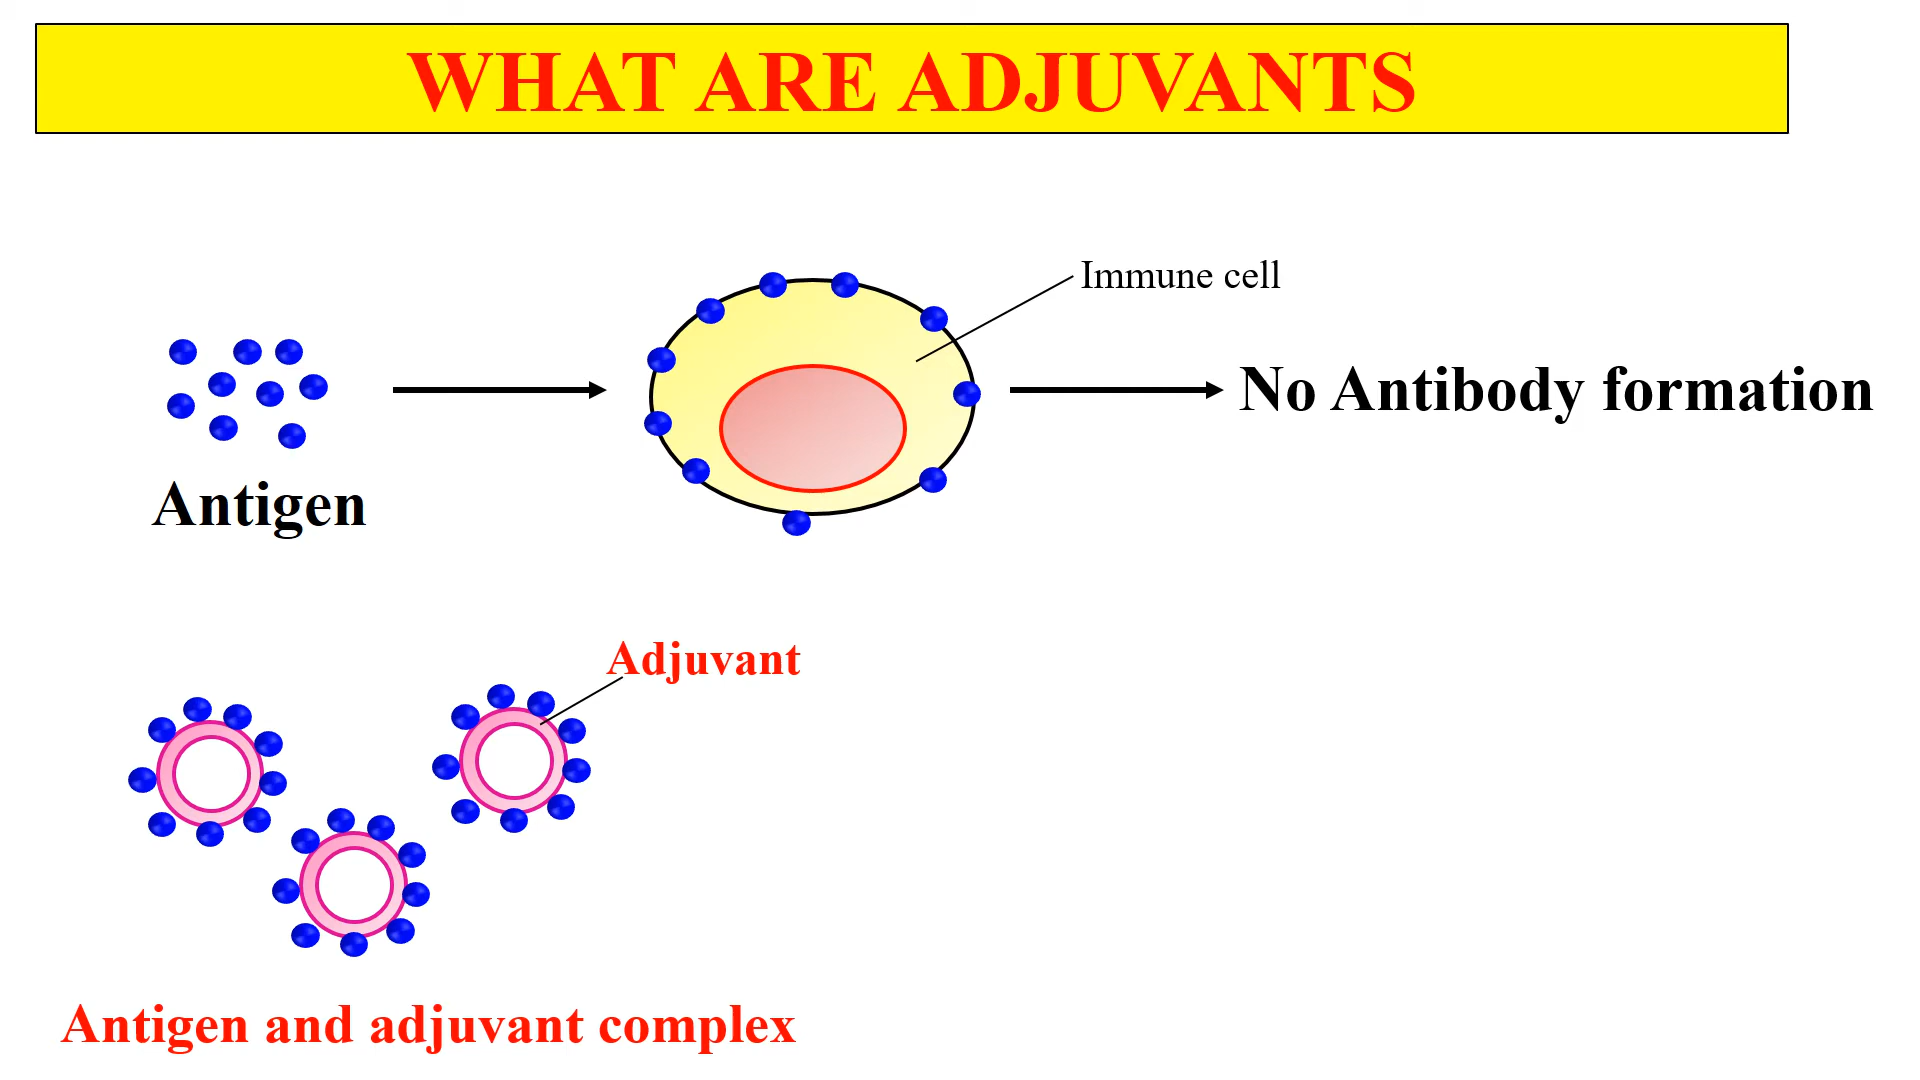 WHAT ARE ADJUVANTS
Immune cell
No Antibody formation
Antigen
Adjuvant
Antigen and adjuvant complex